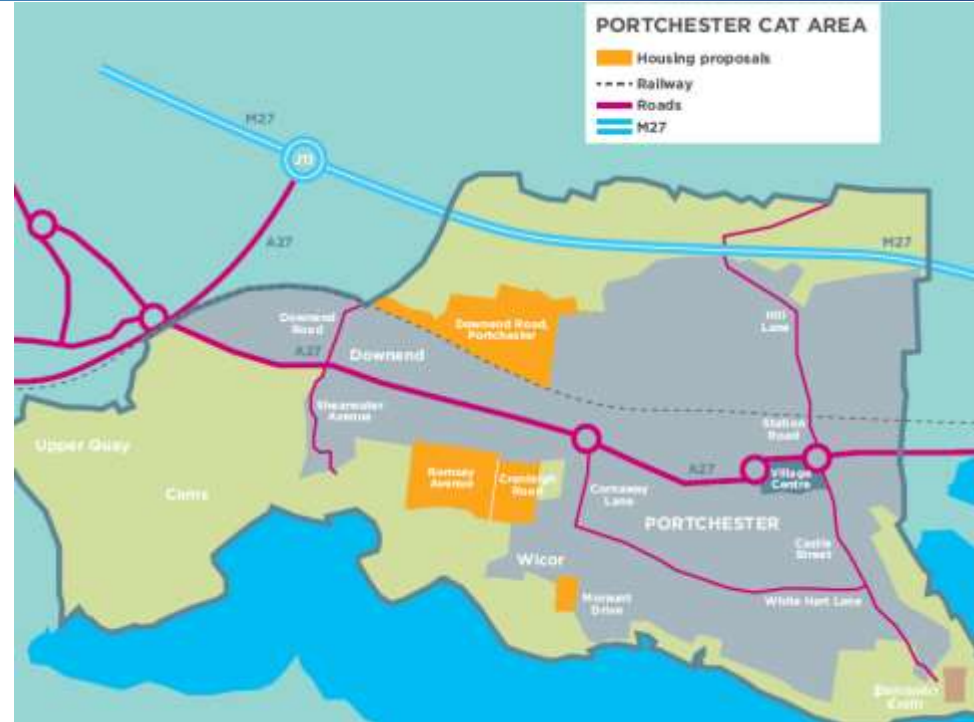 PORTCHESTER CAT AREA
Housing proposals
Railway
Roads
M27
M27
J11
A27
M27
Downend
Road
Downend Road,
Portchester
Hill
Lane
A27
Downend
Shearwater
Avenue
Station
Road
Upper Quay
Romsey
Avenue
Cranleigh
Road
A27
Village
Centre
Cams
Cornaway
Lane
PORTCHESTER
Castle
Street
Wicor
Moraunt
Drive
White Hart Lane
Portchester
Castle